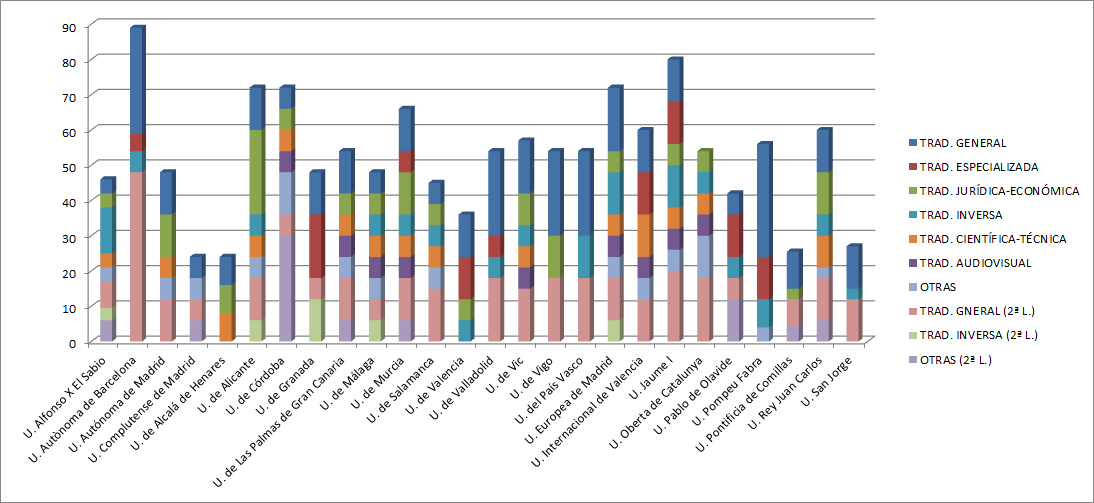 90
80
70
60
50
40
30
20
10
0
U. Alfonso X El Sabio
U. Autònoma de Barcelona
U. Autónoma de Madrid
U. Complutense de Madrid
U. de Alcalá de Henares
U. de Alicante
U. de Córdoba
U. de Granada
U. de Las Palmas de Gran Canaria
U. de Málaga
U. de Murcia
U. de Salamanca
U. de Valencia
U. de Valladolid
U. de Vic
U. de Vigo
U. del País Vasco
U. Europea de Madrid
U. Internacional de Valencia
U. Jaume I
U. Oberta de Catalunya
U. Pablo de Olavide
U. Pompeu Fabra
U. Pontificia de Comillas
U. Rey Juan Carlos
U. San Jorge
TRAD. GENERAL
TRAD. ESPECIALIZADA
TRAD. JURÍDICA-ECONÓMICA
TRAD. INVERSA
TRAD. CIENTÍFICA-TÉCNICA
TRAD. AUDIOVISUAL
OTRAS
TRAD. GNERAL (2ª L.)
TRAD. INVERSA (2ª L.)
OTRAS (2ª L.)